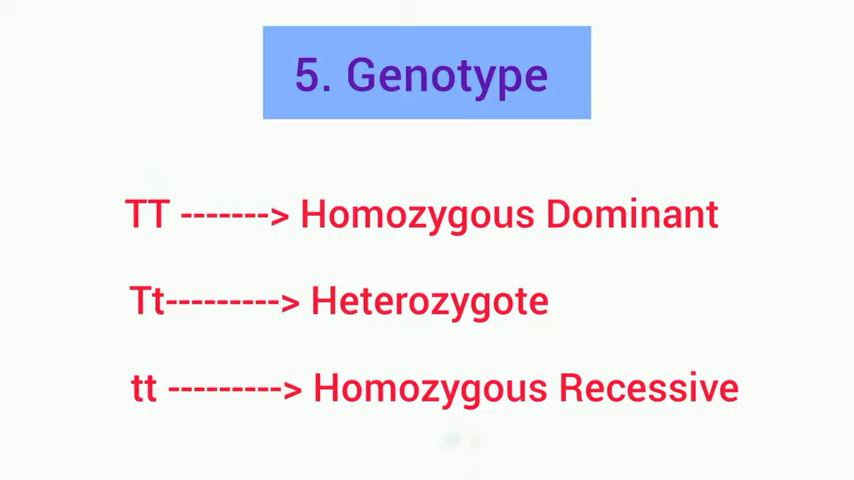 5. Genotype
TT -------> Homozygous Dominant
Tt---------> Heterozygote
tt ---------> Homozygous Recessive